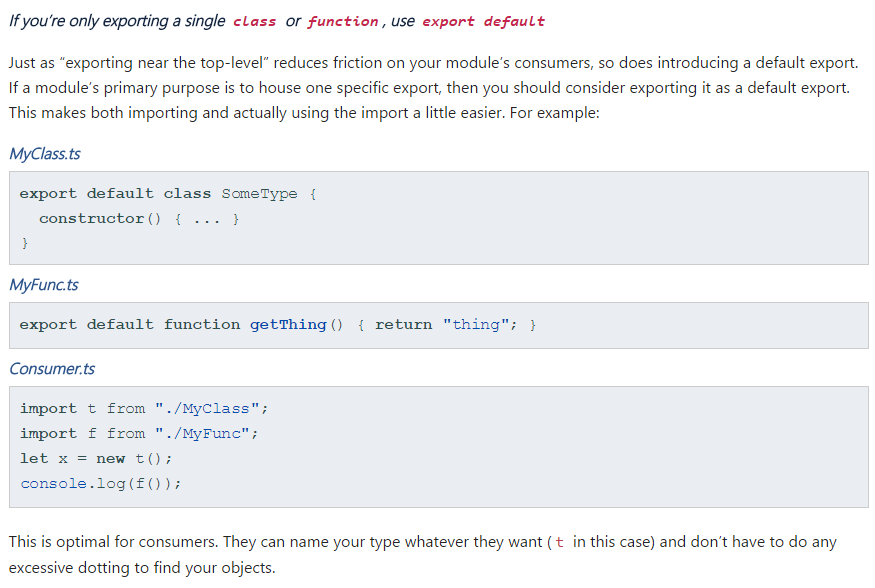 If you’re only exporting a single class or function, use export default
Just as “exporting near the top-level” reduces friction on your module’s consumers, so does introducing a default export.
If a module’s primary purpose is to house one specific export, then you should consider exporting it as a default export.
This makes both importing and actually using the import a little easier. For example:
MyClass.ts
export default class SomeType {
  constructor() { ... }
}
MyFunc.ts
export default function getThing() { return "thing"; }
Consumer.ts
import t from "./MyClass";
import f from "./MyFunc";
let x = new t();
console.log(f());
This is optimal for consumers. They can name your type whatever they want (t in this case) and don’t have to do any
excessive dotting to find your objects.